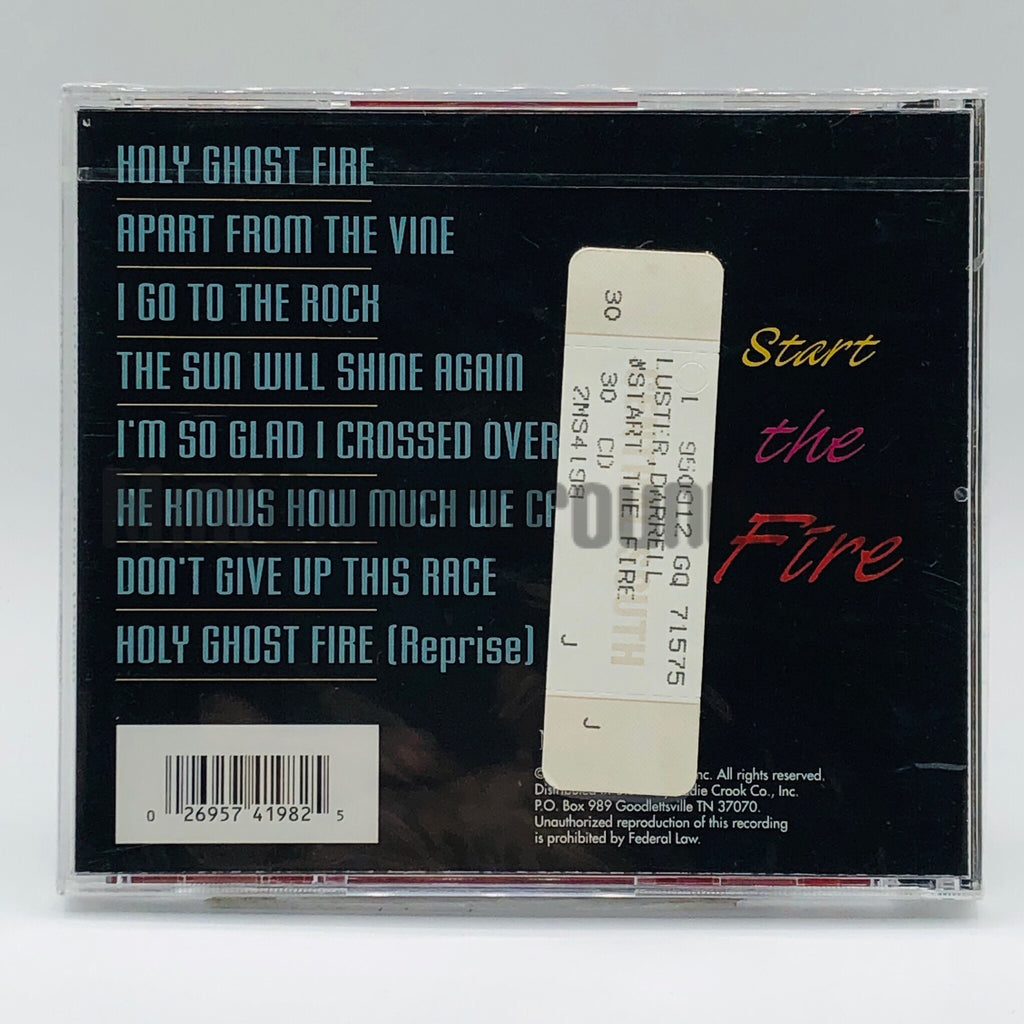 HOLY GHOST FIRE
APART FROM THE VINE
I GO TO THE ROCK
THE SUN WILL SHINE AGAIN
I'M SO GLAD I CROSSED OVER
HE KNOWS HOW MUCH WE
DON'T GIVE UP THIS RACE
HOLY GHOST FIRE (Reprise)
Start
the
Fire
30
1 950912 GQ 71575
LUSTER, DARRELL
*START THE FIRE
30 CD
2MS4198
J
J
0 26957 41982 5
© Inc. All rights reserved.
Crook Co., Inc.
P.O. Box 989 Goodlettsville TN 37070.
Unauthorized reproduction of this recording
is prohibited by Federal Law.